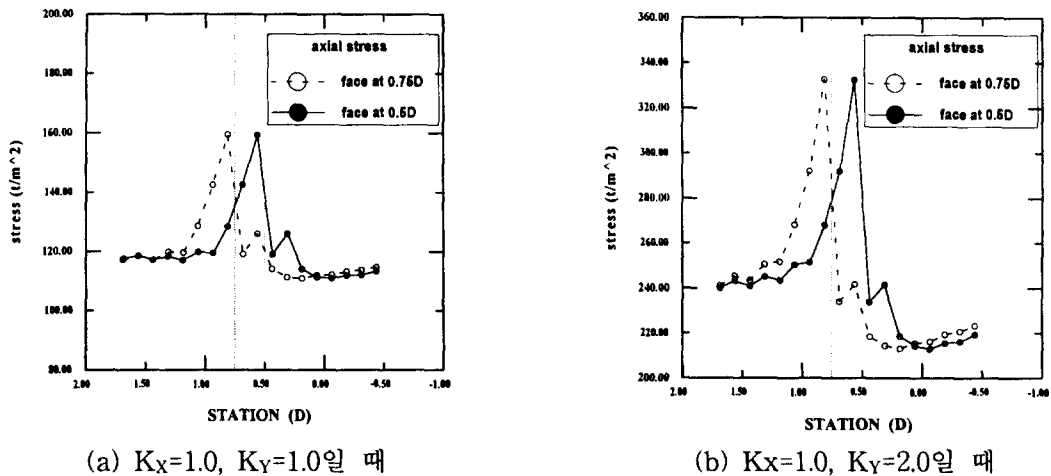 200.00
180.00
160.00
140.00
120.00
100.00
80.00
stress (t/m^2)
axial stress
face at 0.75D
face at 0.5D
2.00 1.50 1.00 0.50 0.00 -0.50 -1.00
STATION (D)
(a) KX=1.0, KY=1.0일 때
360.00
340.00
320.00
300.00
280.00
260.00
240.00
220.00
200.00
stress (t/m^2)
axial stress
face at 0.75D
face at 0.5D
2.00 1.50 1.00 0.50 0.00 -0.50 -1.00
STATION (D)
(b) Kx=1.0, KY=2.0일 때